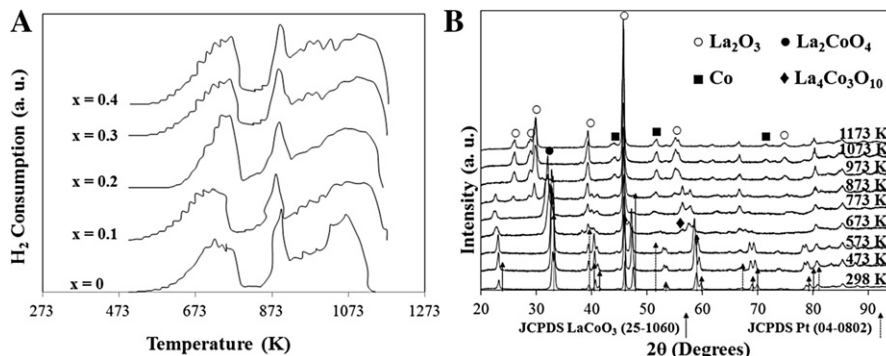 A
H₂ Consumption (a. u.)
x = 0.4
x = 0.3
x = 0.2
x = 0.1
x = 0
273 473 673 873 1073 1273
Temperature (K)
B
Intensity (a. u.)
La₂O₃
La₂CoO₄
Co
La₄Co₃O₁₀
1173 K
1073 K
973 K
873 K
773 K
673 K
573 K
473 K
298 K
20 30 40 50 60 70 80 90
JCPDS LaCoO₃ (25-1060)
JCPDS Pt (04-0802)
2θ (Degrees)